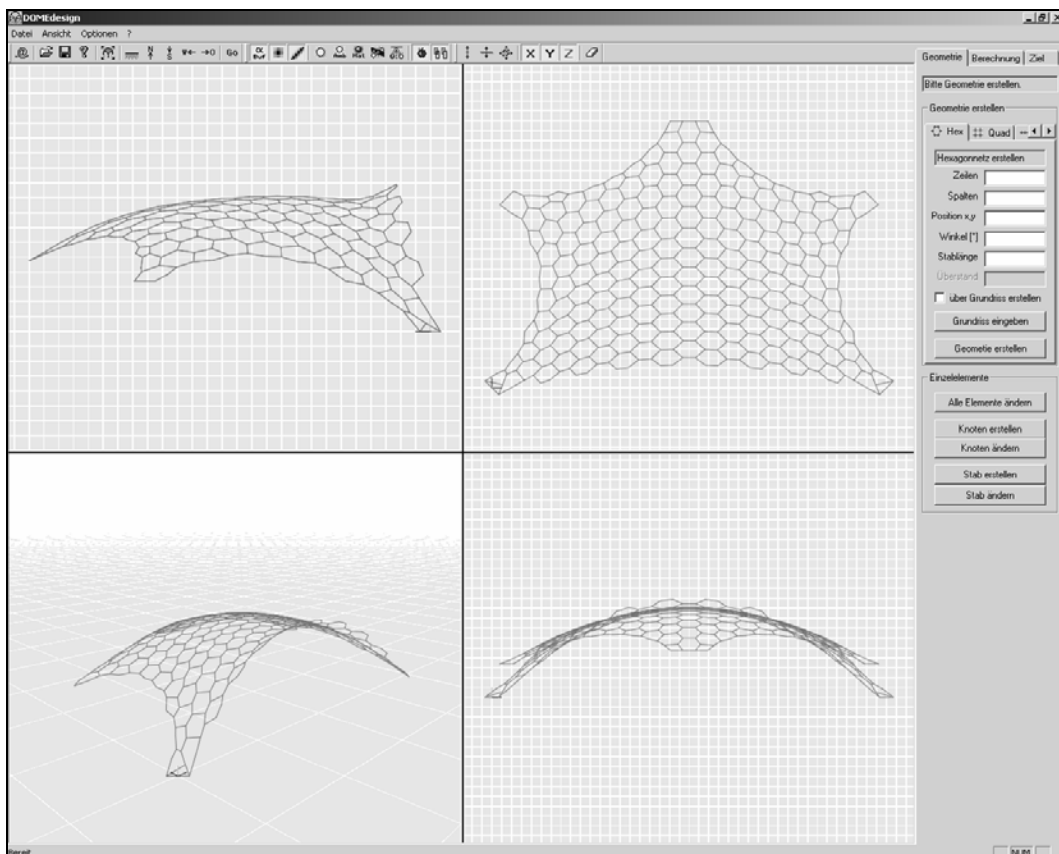 DOMEdesign
Datei Ansicht Optionen ?
Go X Y Z
Geometrie Berechnung Ziel
Bitte Geometrie erstellen.
Geometrie erstellen
Hex Quad
Hexagonnetz erstellen
Zeilen
Spalten
Position x,y
Winkel [°]
Stablänge
Überstand
über Grundriss erstellen
Grundriss eingeben
Geometie erstellen
Einzelelemente
Alle Elemente ändern
Knoten erstellen
Knoten ändern
Stab erstellen
Stab ändern
Bereit
NUM